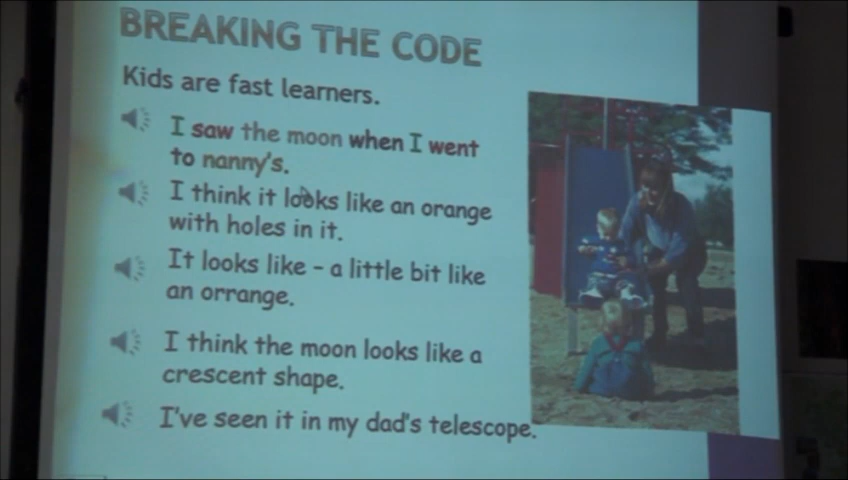 BREAKING THE CODE
Kids are fast learners.
I saw the moon when I went
to nanny's.
I think it looks like an orange
with holes in it.
It looks like – a little bit like
an orrange.
I think the moon looks like a
crescent shape.
I've seen it in my dad's telescope.